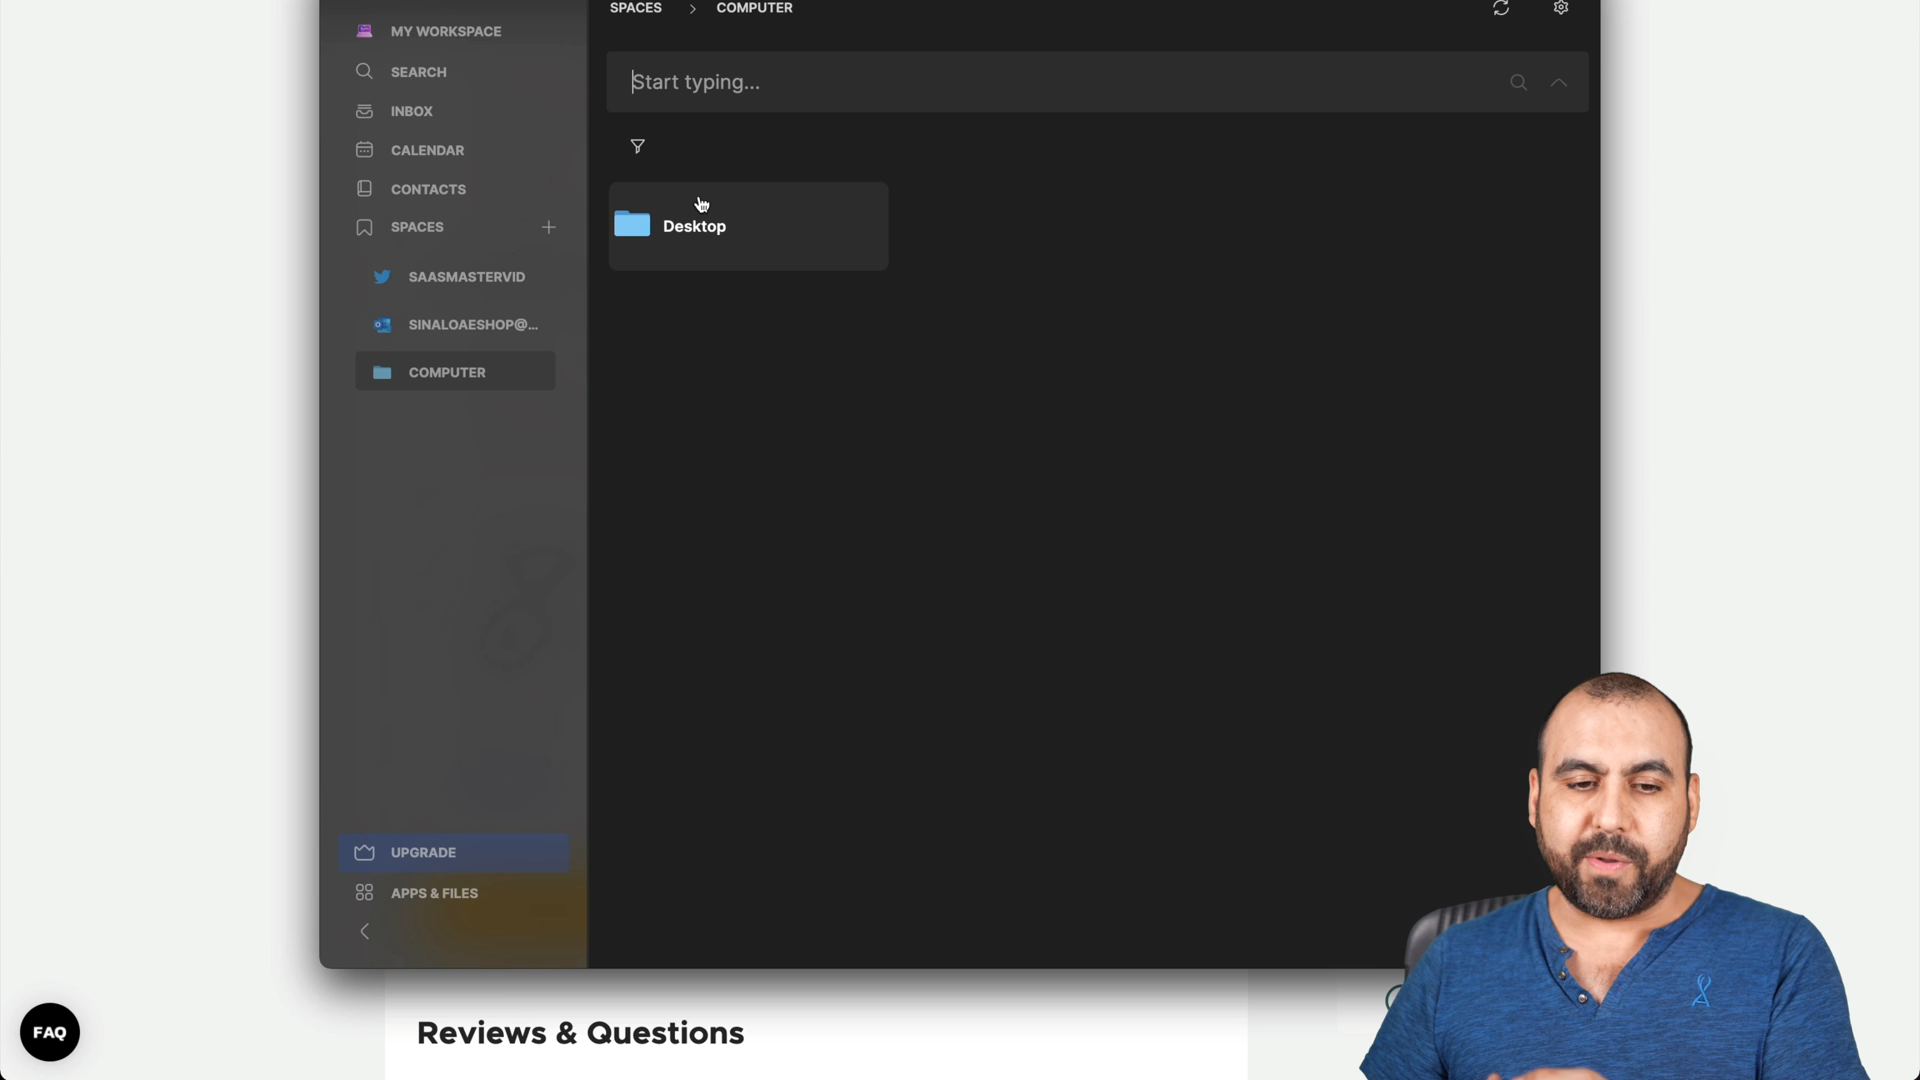 SPACES > COMPUTER
MY WORKSPACE
SEARCH
Start typing...
INBOX
CALENDAR
CONTACTS
SPACES +
Desktop
SAASMASTERVID
SINALOAESHOP@...
COMPUTER
UPGRADE
APPS & FILES
FAQ
Reviews & Questions